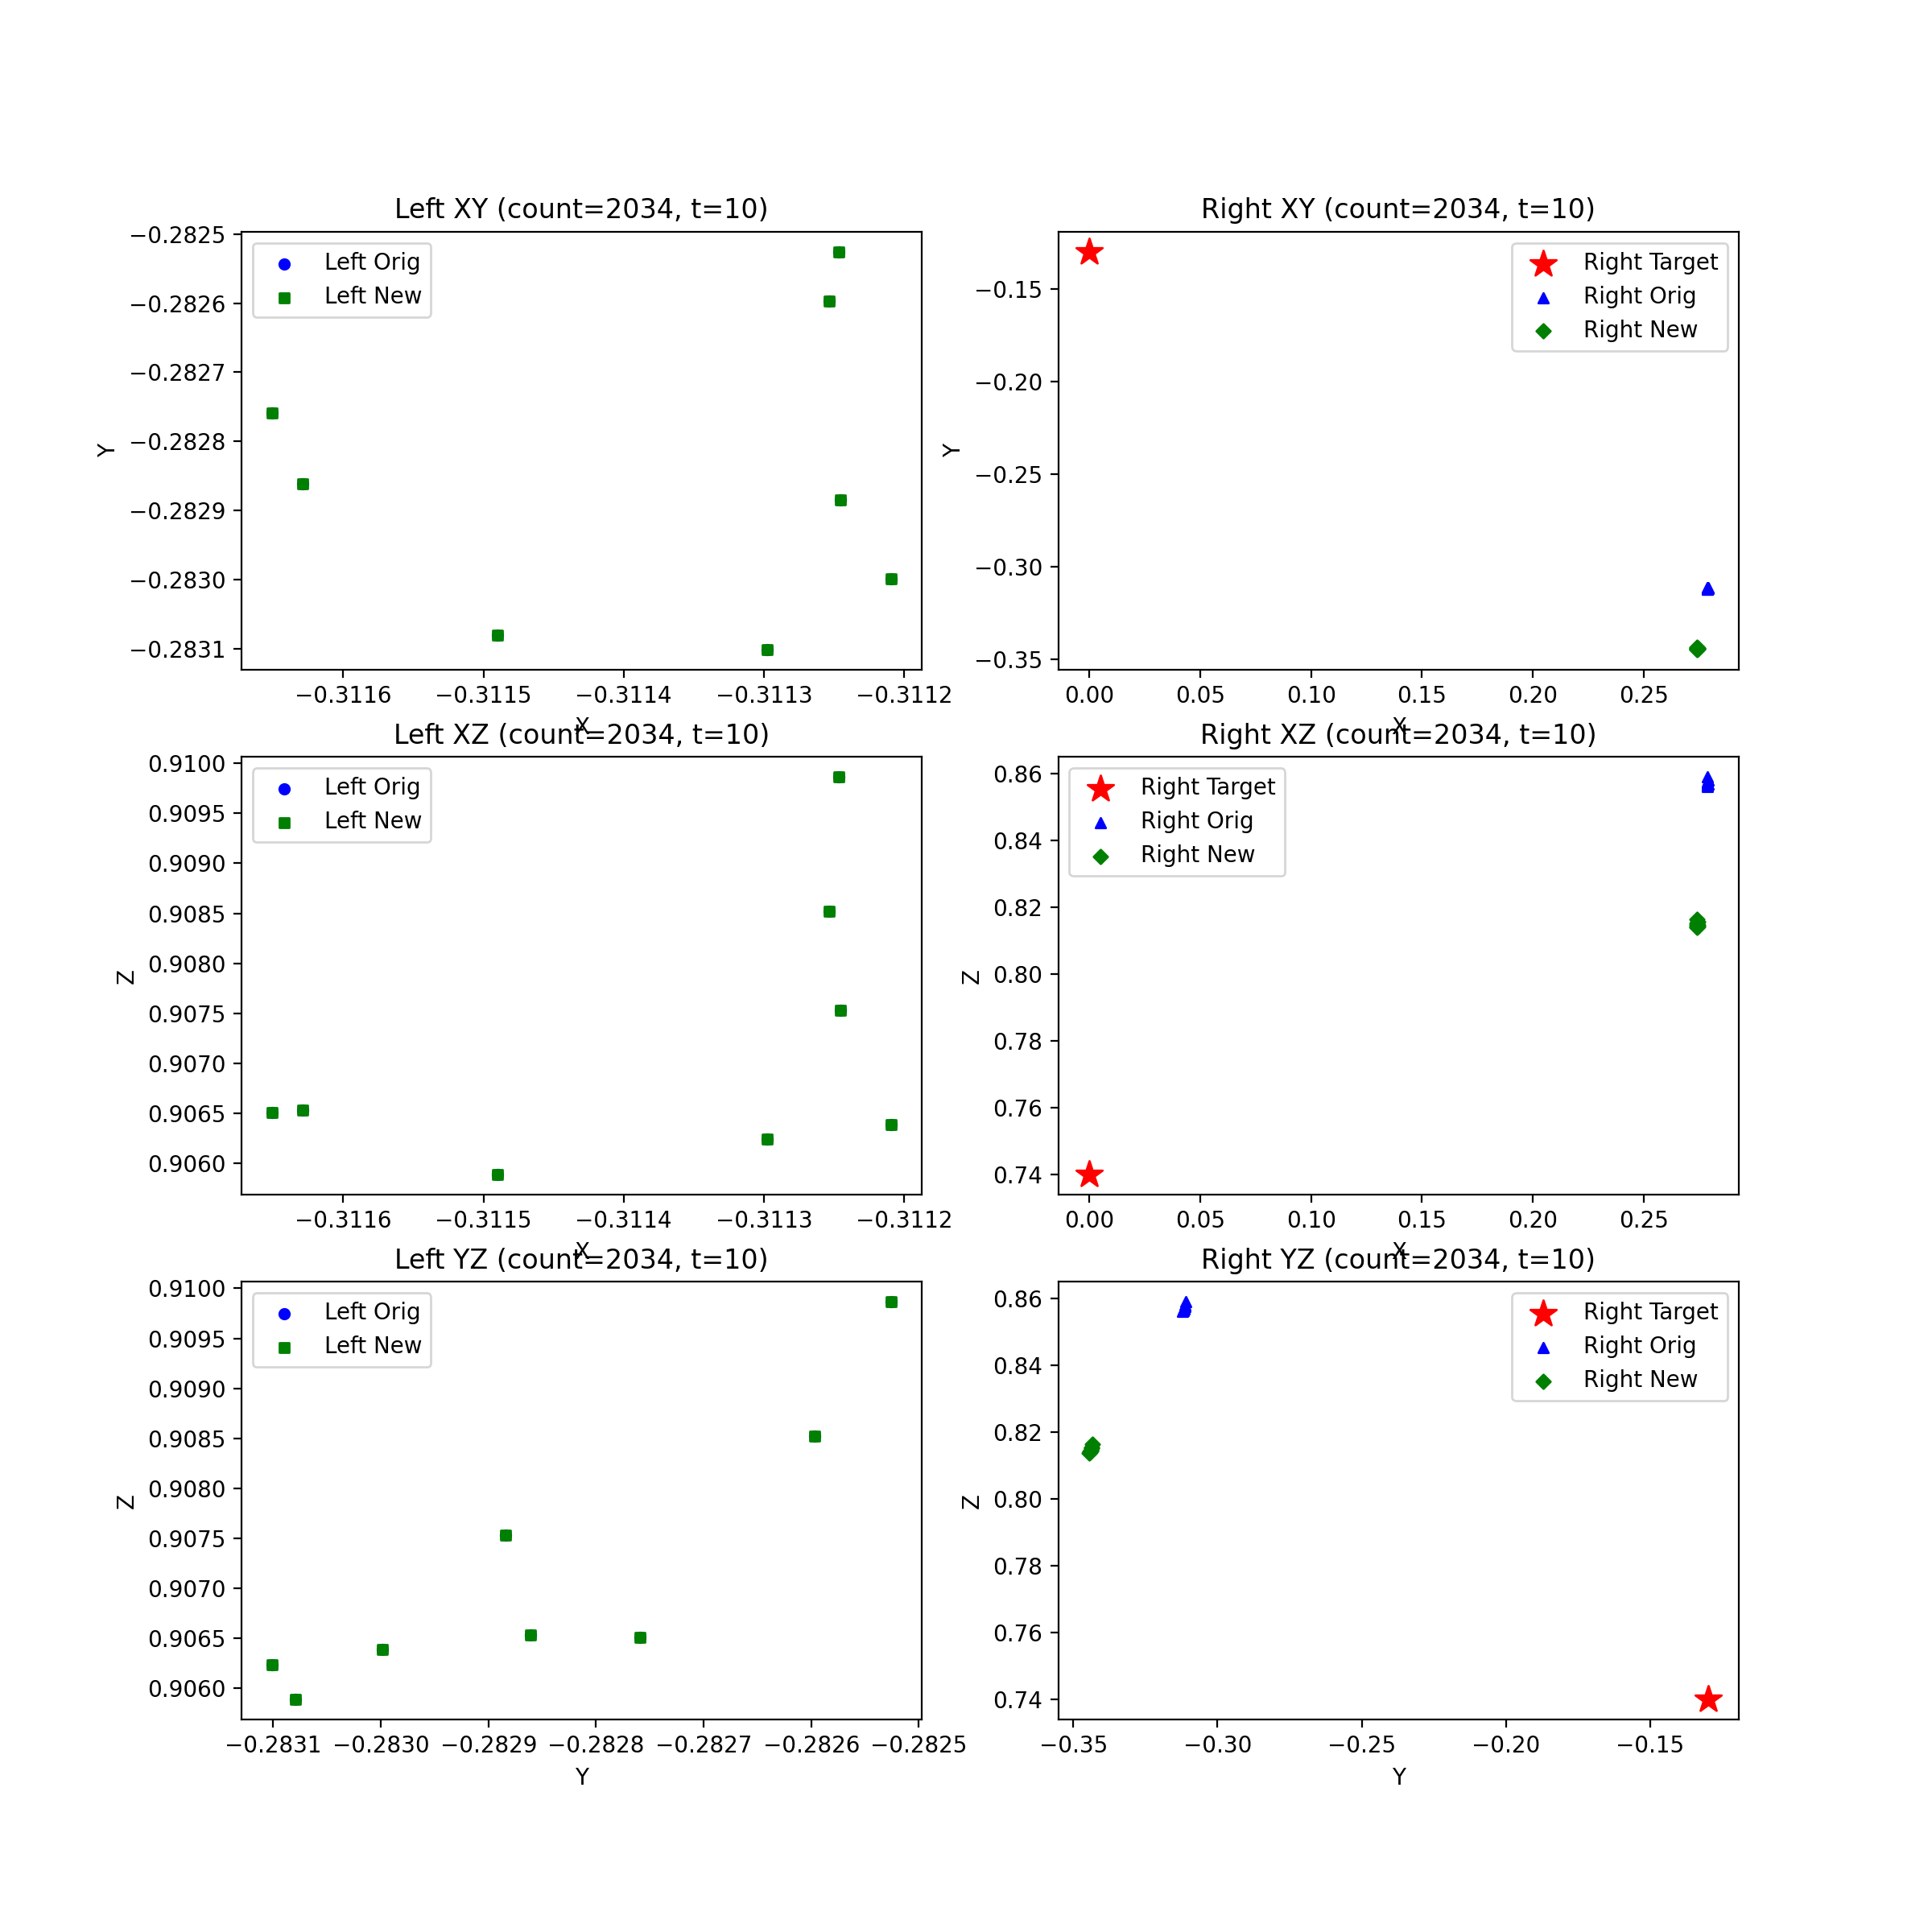 Left XY (count=2034, t=10)
−0.2825
−0.2826
−0.2827
−0.2828
−0.2829
−0.2830
−0.2831
Y
Left Orig
Left New
−0.3116 −0.3115 −0.3114 −0.3113 −0.3112
X
Right XY (count=2034, t=10)
−0.15
−0.20
−0.25
−0.30
−0.35
Y
Right Target
Right Orig
Right New
0.00 0.05 0.10 0.15 0.20 0.25
X
Left XZ (count=2034, t=10)
0.9100
0.9095
0.9090
0.9085
0.9080
0.9075
0.9070
0.9065
0.9060
Z
Left Orig
Left New
−0.3116 −0.3115 −0.3114 −0.3113 −0.3112
X
Right XZ (count=2034, t=10)
0.86
0.84
0.82
0.80
0.78
0.76
0.74
Z
Right Target
Right Orig
Right New
0.00 0.05 0.10 0.15 0.20 0.25
X
Left YZ (count=2034, t=10)
0.9100
0.9095
0.9090
0.9085
0.9080
0.9075
0.9070
0.9065
0.9060
Z
Left Orig
Left New
−0.2831 −0.2830 −0.2829 −0.2828 −0.2827 −0.2826 −0.2825
Y
Right YZ (count=2034, t=10)
0.86
0.84
0.82
0.80
0.78
0.76
0.74
Z
Right Target
Right Orig
Right New
−0.35 −0.30 −0.25 −0.20 −0.15
Y